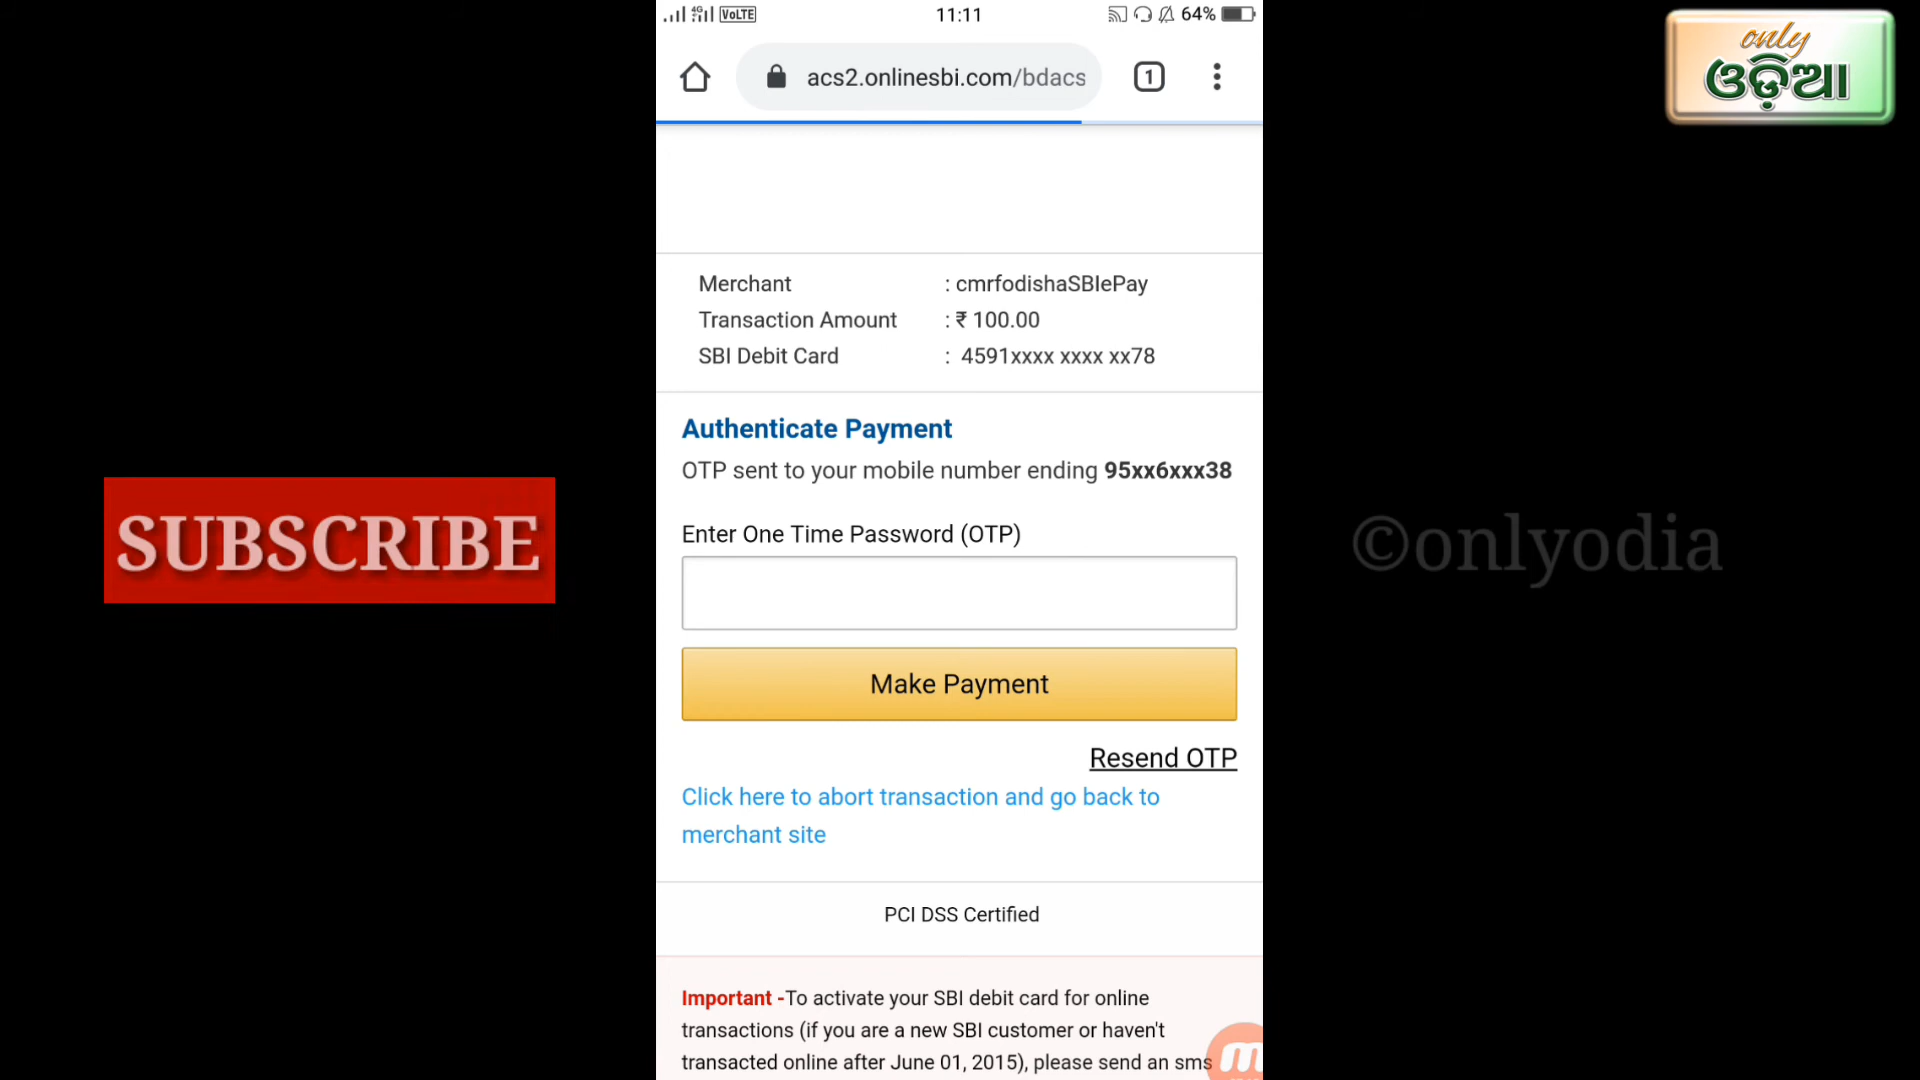 VoLTE
11:11
64%
acs2.onlinesbi.com/bdacs
1
only
ଓଡ଼ିଆ
Merchant : cmrfodishaSBIePay
Transaction Amount : ₹ 100.00
SBI Debit Card : 4591xxxx xxxx xx78
Authenticate Payment
OTP sent to your mobile number ending 95xx6xxx38
Enter One Time Password (OTP)
SUBSCRIBE
©onlyodia
Make Payment
Resend OTP
Click here to abort transaction and go back to
merchant site
PCI DSS Certified
Important -To activate your SBI debit card for online
transactions (if you are a new SBI customer or haven't
transacted online after June 01, 2015), please send an sms